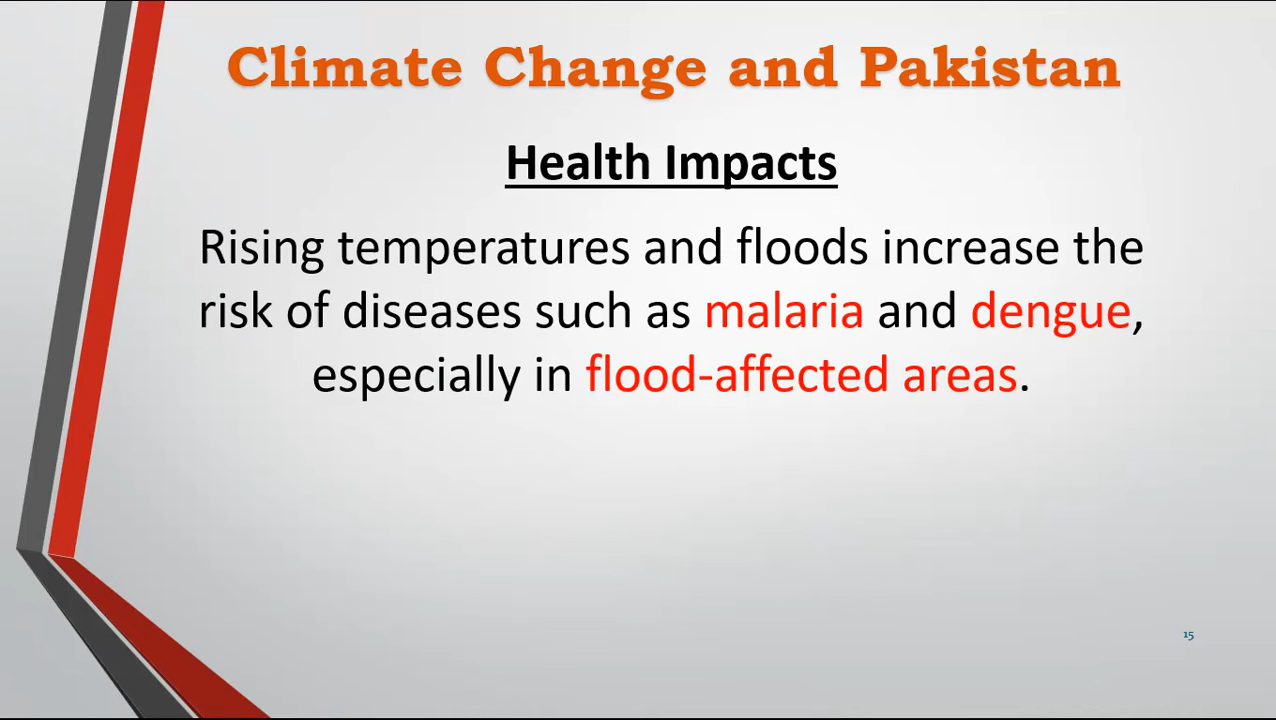 Climate Change and Pakistan
Health Impacts
Rising temperatures and floods increase the
risk of diseases such as malaria and dengue,
especially in flood-affected areas.
15